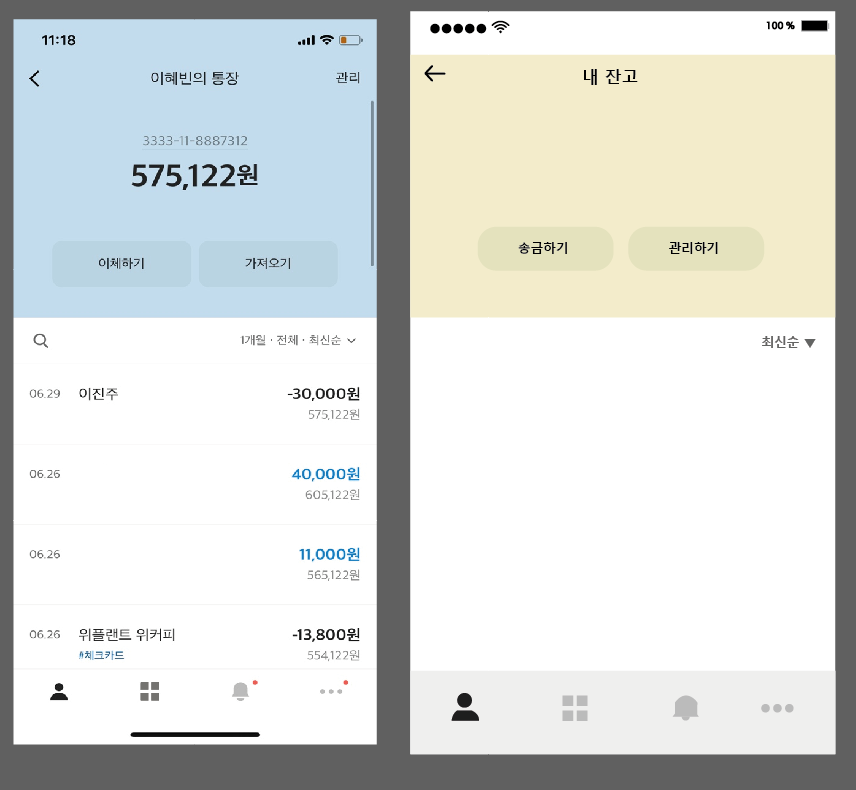 11:18
이혜빈의 통장
관리
3333-11-8887312
575,122원
이체하기
가져오기
1개월 · 전체 · 최신순
06.29 이진주 -30,000원
575,122원
06.26 40,000원
605,122원
06.26 11,000원
565,122원
06.26 위플랜트 위커피 -13,800원
#체크카드 554,122원
100 %
내 잔고
송금하기
관리하기
최신순 ▼